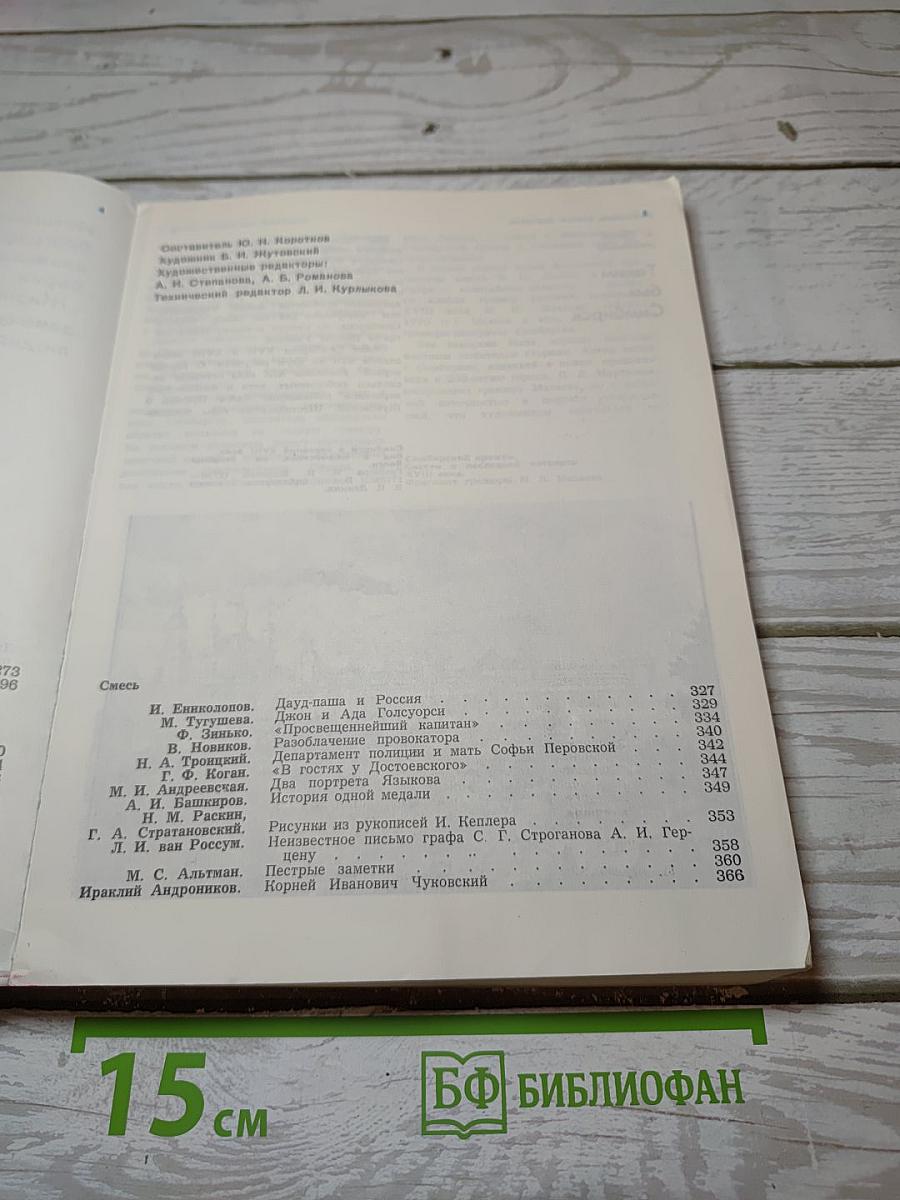 Составитель Ю. Н. Коротков
Художник Б. И. Жутовский
Художественные редакторы:
А. И. Степанова, А. Б. Романова
Технический редактор Л. И. Курлыкова
Смесь
И. Ениколопов. Дауд-паша и Россия 327
М. Тугушева. Джон и Ада Голсуорси 329
Ф. Зинько. «Просвещеннейший капитан» 334
В. Новиков. Разоблачение провокатора 340
Н. А. Троицкий. Департамент полиции и мать Софьи Перовской 342
Г. Ф. Коган. «В гостях у Достоевского» 344
М. И. Андреевская. Два портрета Языкова 347
А. И. Башкиров. История одной медали 349
Н. М. Раскин,
Г. А. Стратановский. Рисунки из рукописей И. Кеплера 353
Л. И. ван Россум. Неизвестное письмо графа С. Г. Строганова А. И. Гер-
цену 358
М. С. Альтман. Пестрые заметки 360
Ираклий Андроников. Корней Иванович Чуковский 366
273
96
15 см
БФ БИБЛИОФАН